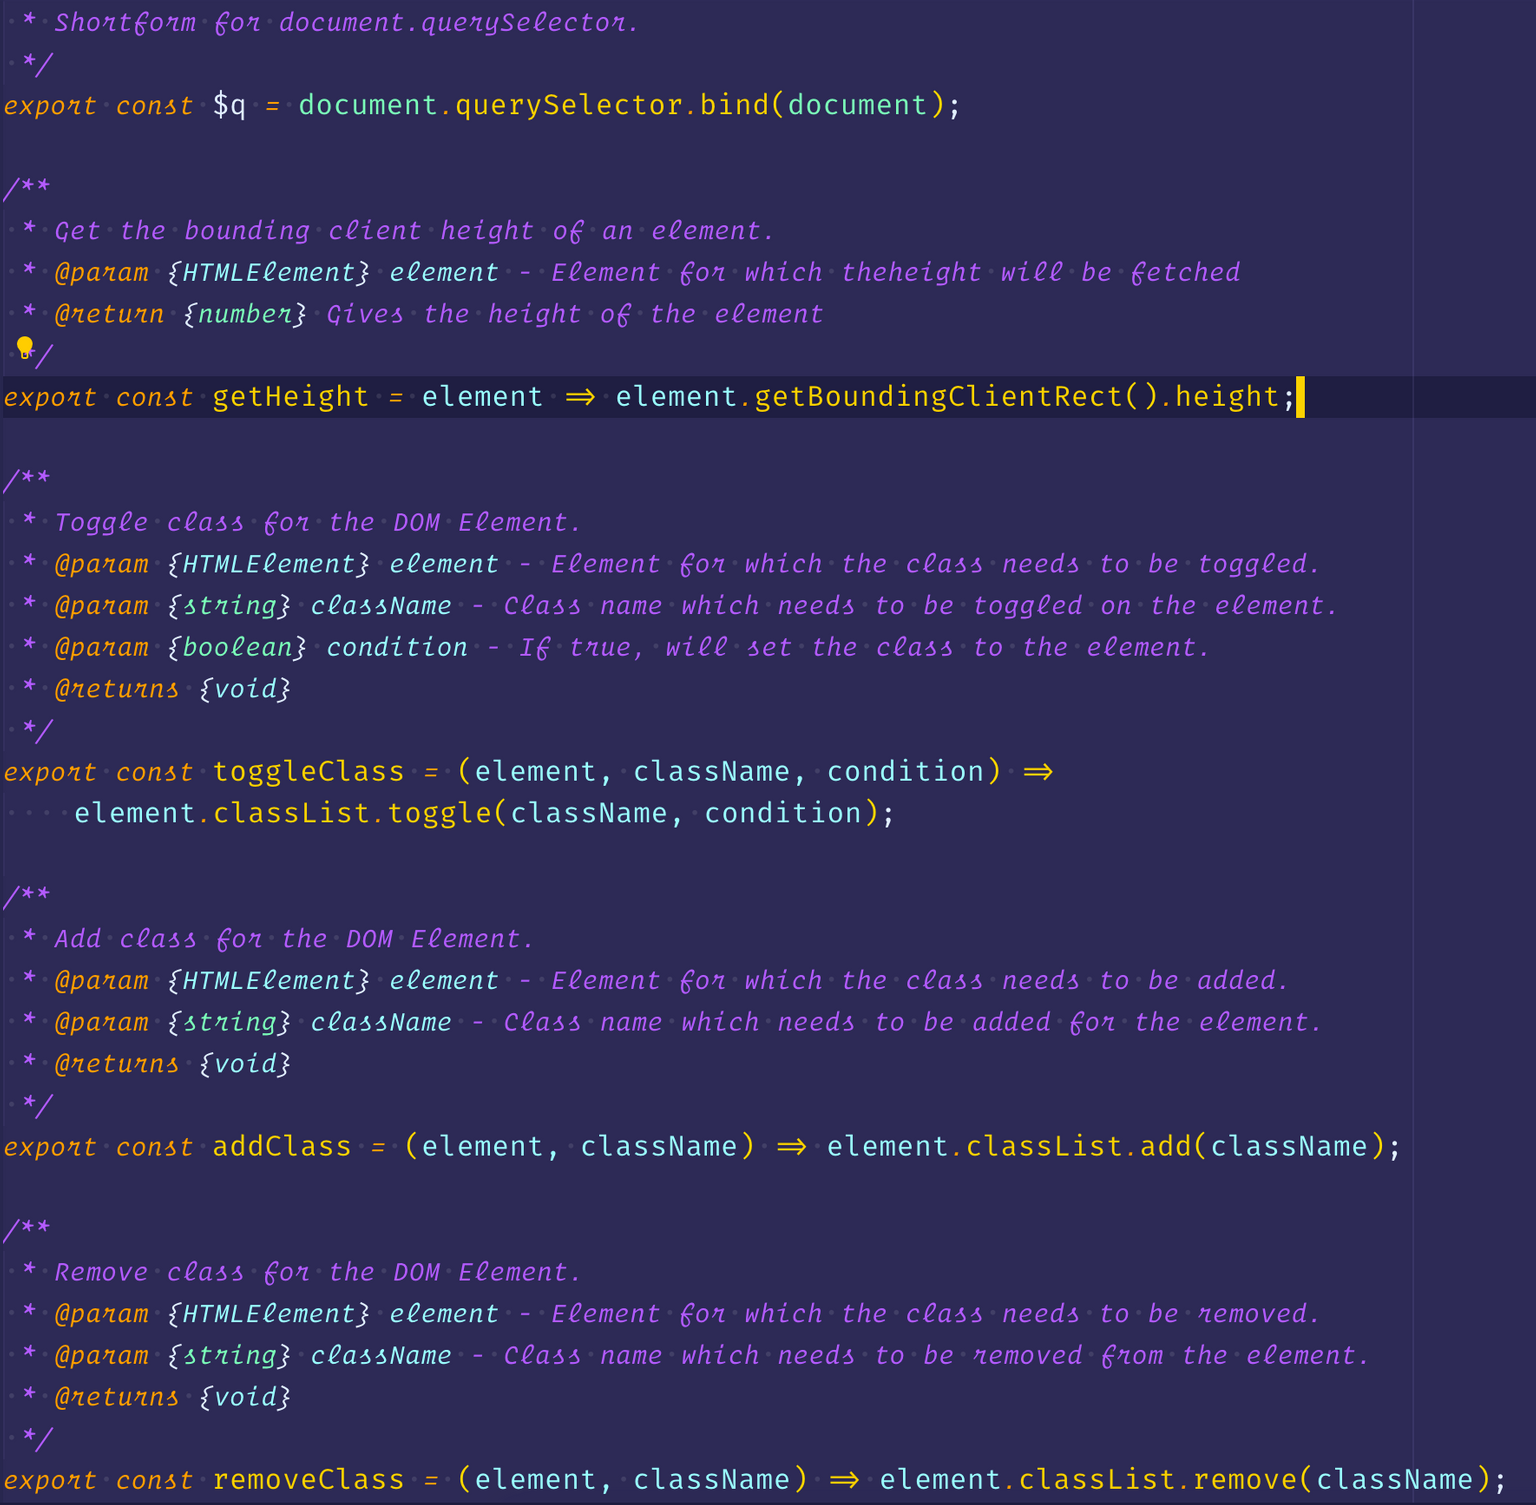 * Shortform for document.querySelector.
 */
export const $q = document.querySelector.bind(document);

/**
 * Get the bounding client height of an element.
 * @param {HTMLElement} element - Element for which theheight will be fetched
 * @return {number} Gives the height of the element
 */
export const getHeight = element => element.getBoundingClientRect().height;

/**
 * Toggle class for the DOM Element.
 * @param {HTMLElement} element - Element for which the class needs to be toggled.
 * @param {string} className - Class name which needs to be toggled on the element.
 * @param {boolean} condition - If true, will set the class to the element.
 * @returns {void}
 */
export const toggleClass = (element, className, condition) =>
    element.classList.toggle(className, condition);

/**
 * Add class for the DOM Element.
 * @param {HTMLElement} element - Element for which the class needs to be added.
 * @param {string} className - Class name which needs to be added for the element.
 * @returns {void}
 */
export const addClass = (element, className) => element.classList.add(className);

/**
 * Remove class for the DOM Element.
 * @param {HTMLElement} element - Element for which the class needs to be removed.
 * @param {string} className - Class name which needs to be removed from the element.
 * @returns {void}
 */
export const removeClass = (element, className) => element.classList.remove(className);